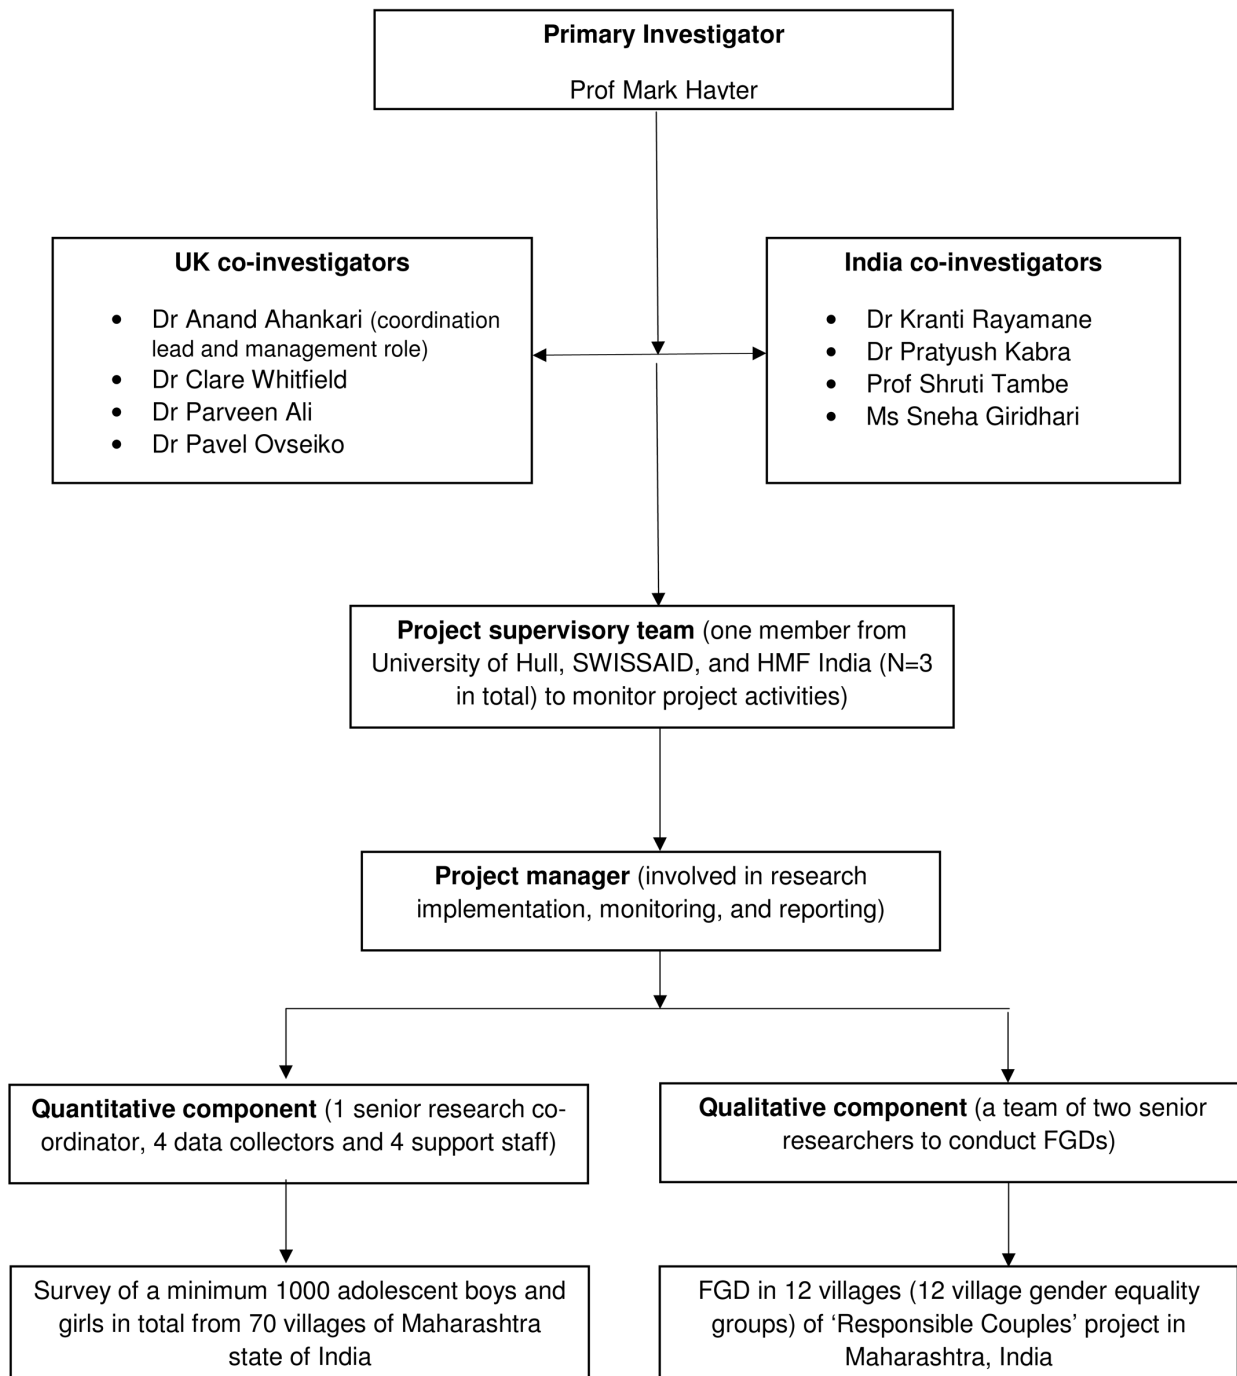 Primary Investigator
Prof Mark Hayter
UK co-investigators
• Dr Anand Ahankari (coordination
lead and management role)
• Dr Clare Whitfield
• Dr Parveen Ali
• Dr Pavel Ovseiko
India co-investigators
• Dr Kranti Rayamane
• Dr Pratyush Kabra
• Prof Shruti Tambe
• Ms Sneha Giridhari
Project supervisory team (one member from
University of Hull, SWISSAID, and HMF India (N=3
in total) to monitor project activities)
Project manager (involved in research
implementation, monitoring, and reporting)
Quantitative component (1 senior research co-
ordinator, 4 data collectors and 4 support staff)
Qualitative component (a team of two senior
researchers to conduct FGDs)
Survey of a minimum 1000 adolescent boys and
girls in total from 70 villages of Maharashtra
state of India
FGD in 12 villages (12 village gender equality
groups) of ‘Responsible Couples’ project in
Maharashtra, India